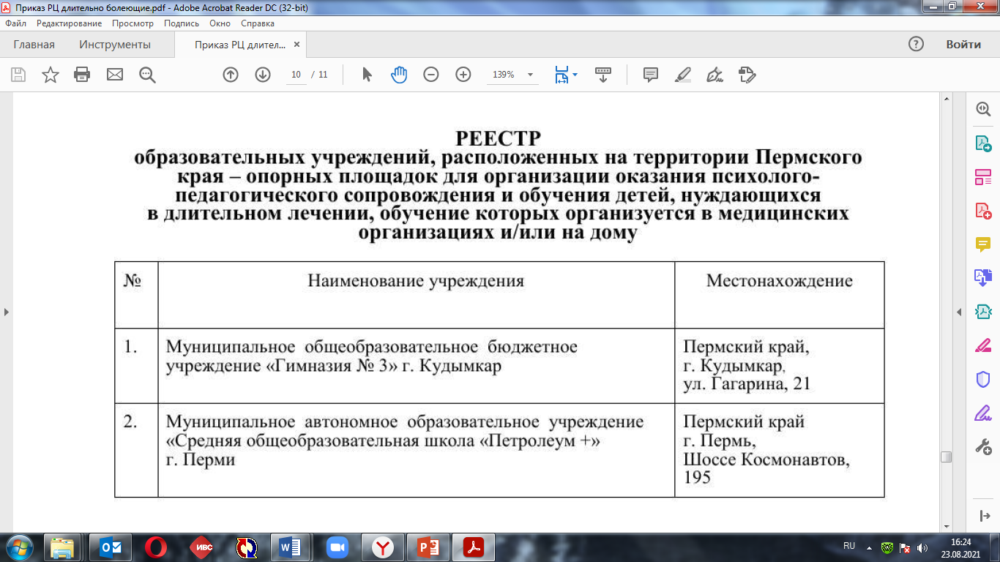 Приказ РЦ длительно болеющие.pdf - Adobe Acrobat Reader DC (32-bit)
Файл Редактирование Просмотр Подпись Окно Справка
Главная Инструменты Приказ РЦ длител... × Войти
10 / 11 139%
РЕЕСТР
образовательных учреждений, расположенных на территории Пермского
края – опорных площадок для организации оказания психолого-
педагогического сопровождения и обучения детей, нуждающихся
в длительном лечении, обучение которых организуется в медицинских
организациях и/или на дому
№ Наименование учреждения Местонахождение
1. Муниципальное общеобразовательное бюджетное
учреждение «Гимназия № 3» г. Кудымкар
Пермский край,
г. Кудымкар,
ул. Гагарина, 21
2. Муниципальное автономное образовательное учреждение
«Средняя общеобразовательная школа «Петролеум +»
г. Перми
Пермский край
г. Пермь,
Шоссе Космонавтов,
195
ИВС
RU
16:24
23.08.2021